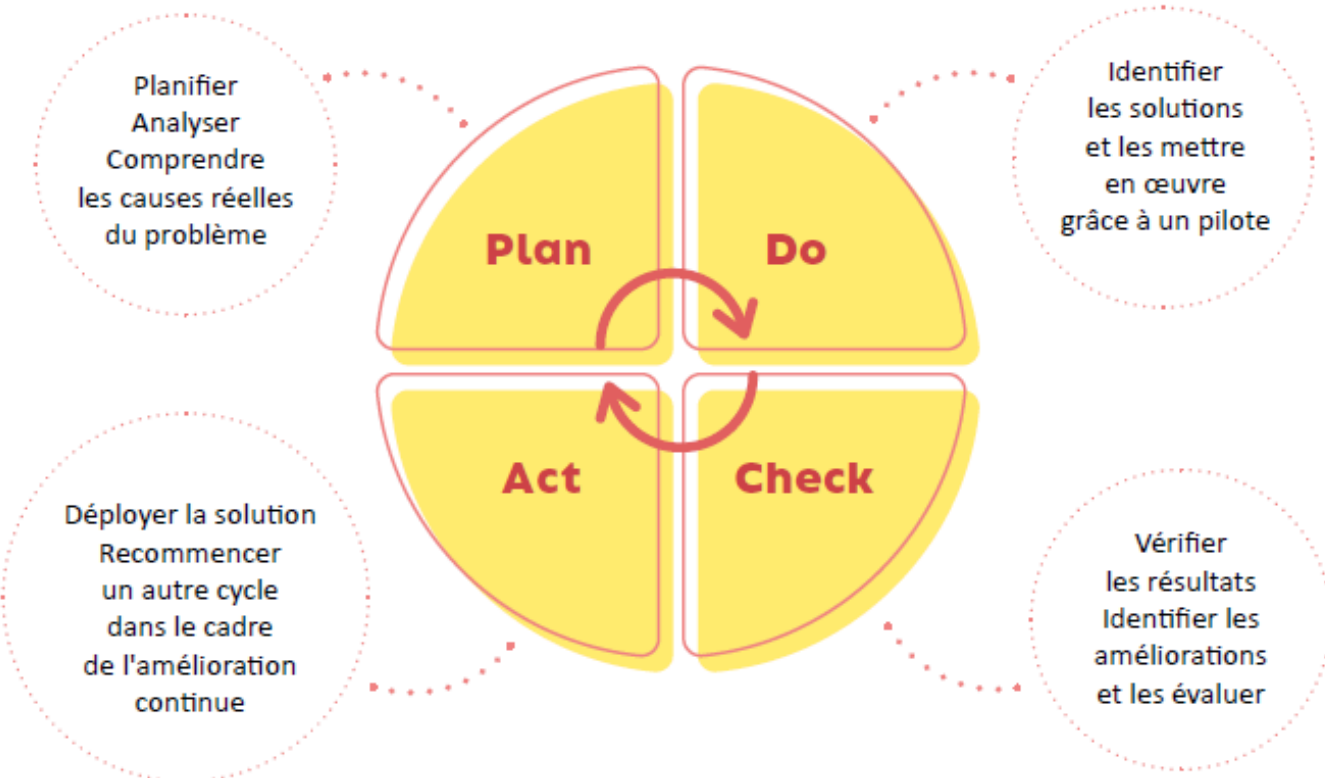 Planifier
Analyser
Comprendre
les causes réelles
du problème
Identifier
les solutions
et les mettre
en œuvre
grâce à un pilote
Plan
Do
Act
Check
Déployer la solution
Recommencer
un autre cycle
dans le cadre
de l'amélioration
continue
Vérifier
les résultats
Identifier les
améliorations
et les évaluer